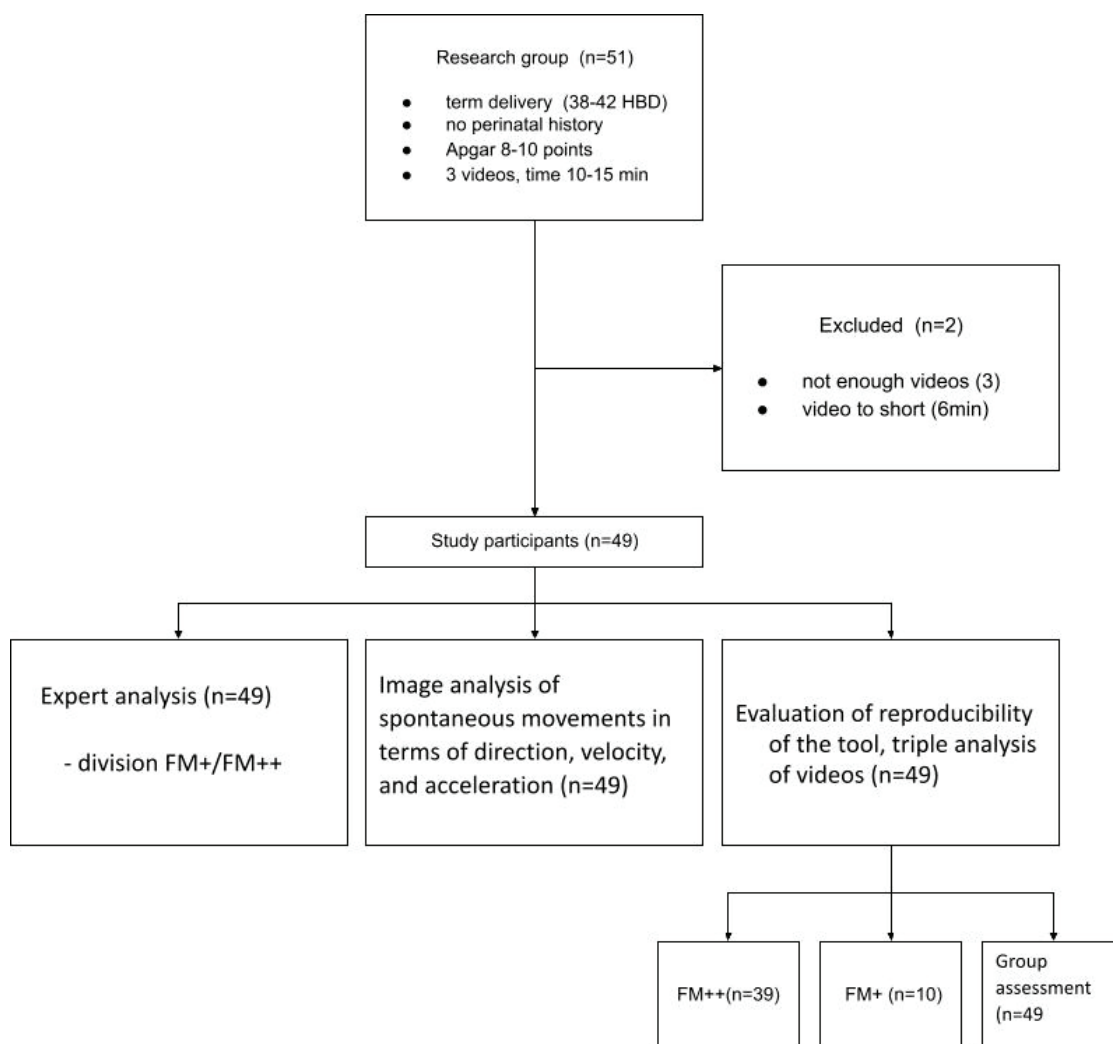 Research group (n=51)
● term delivery (38-42 HBD)
● no perinatal history
● Apgar 8-10 points
● 3 videos, time 10-15 min
Excluded (n=2)
● not enough videos (3)
● video to short (6min)
Study participants (n=49)
Expert analysis (n=49)
- division FM+/FM++
Image analysis of
spontaneous movements in
terms of direction, velocity,
and acceleration (n=49)
Evaluation of reproducibility
of the tool, triple analysis
of videos (n=49)
FM++(n=39)
FM+ (n=10)
Group
assessment
(n=49